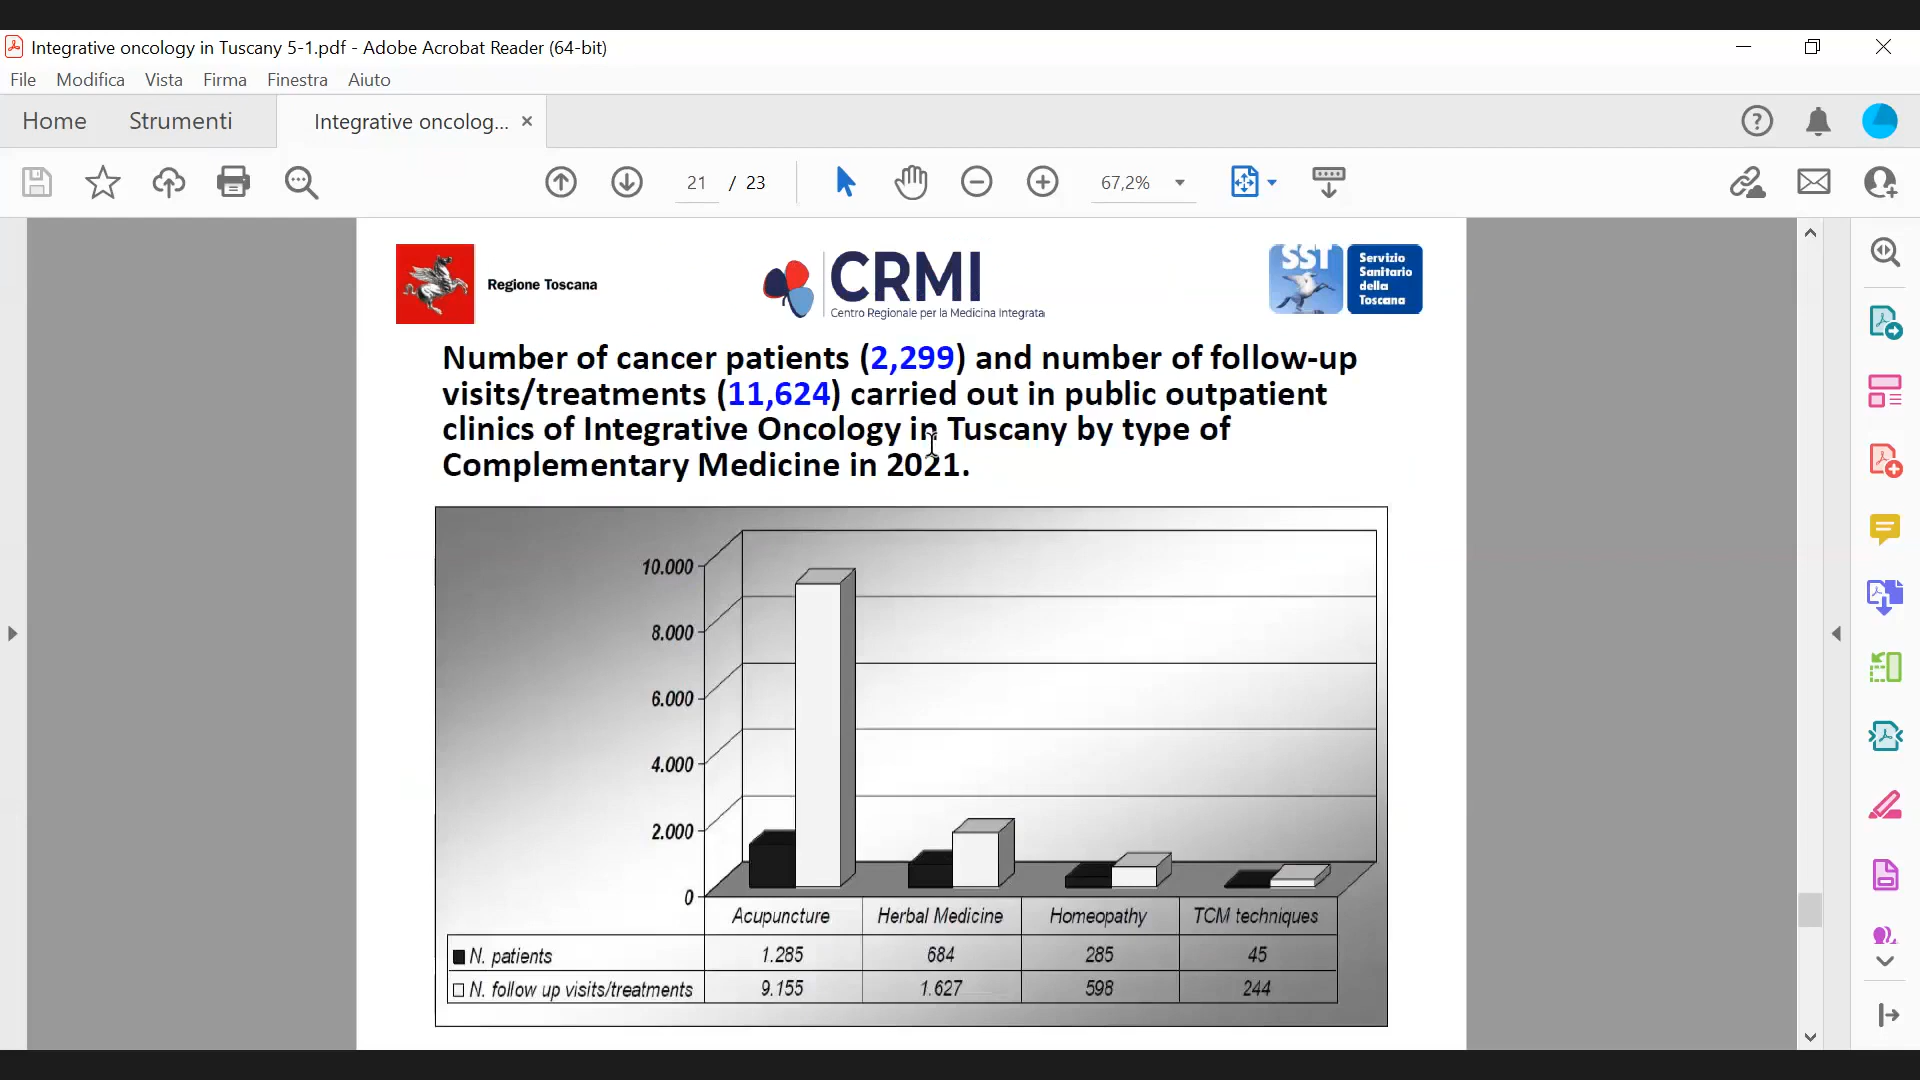 Integrative oncology in Tuscany 5-1.pdf - Adobe Acrobat Reader (64-bit)
File Modifica Vista Firma Finestra Aiuto
Home Strumenti Integrative oncolog... ×
21 / 23 67,2%
Regione Toscana
CRMI
Centro Regionale per la Medicina Integrata
SST
Servizio
Sanitario
della
Toscana
Number of cancer patients (2,299) and number of follow-up
visits/treatments (11,624) carried out in public outpatient
clinics of Integrative Oncology in Tuscany by type of
Complementary Medicine in 2021.
10.000
8.000
6.000
4.000
2.000
0
Acupuncture Herbal Medicine Homeopathy TCM techniques
N. patients 1.285 684 285 45
N. follow up visits/treatments 9.155 1.627 598 244